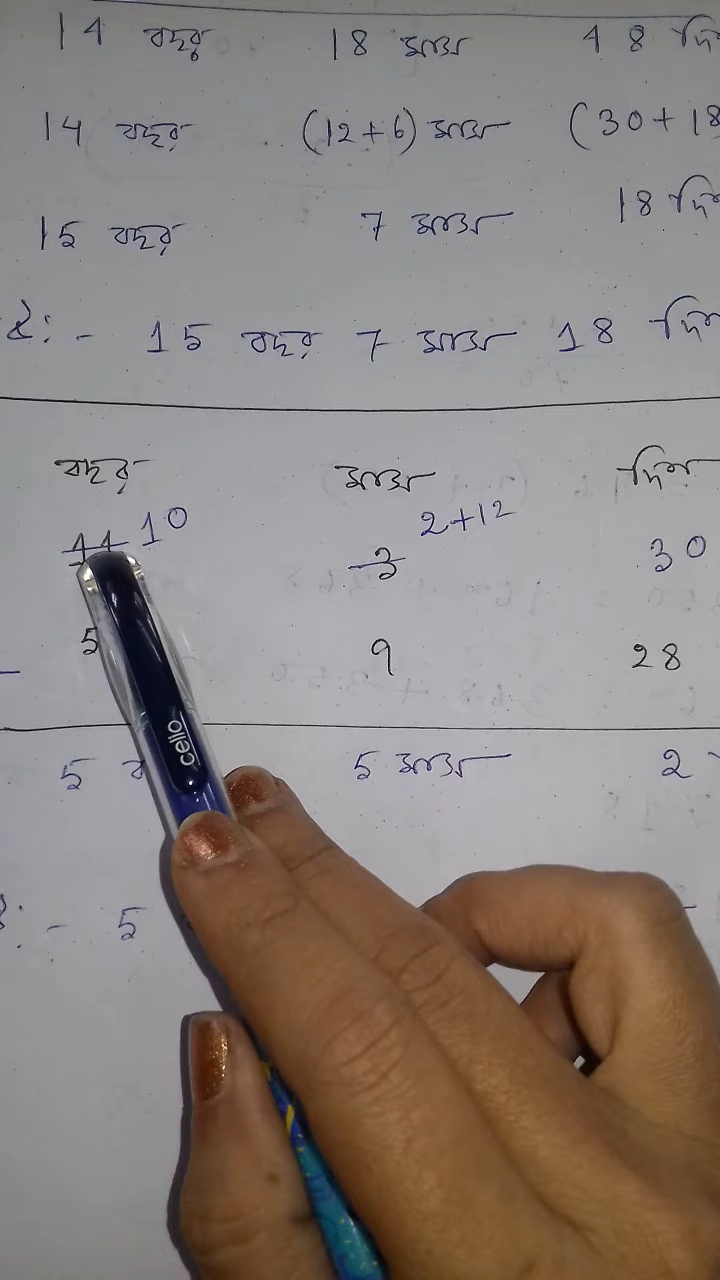 14 বছর 18 মাস 48 দি
14 বছর (12+6) মাস (30+18
15 বছর 7 মাস 18 দি
ঃ- 15 বছর 7 মাস 18 দি
বছর মাস দিন
11 10 3 2+12 30
5 9 28
cello
5 ব 5 মাস 2
ঃ- 5